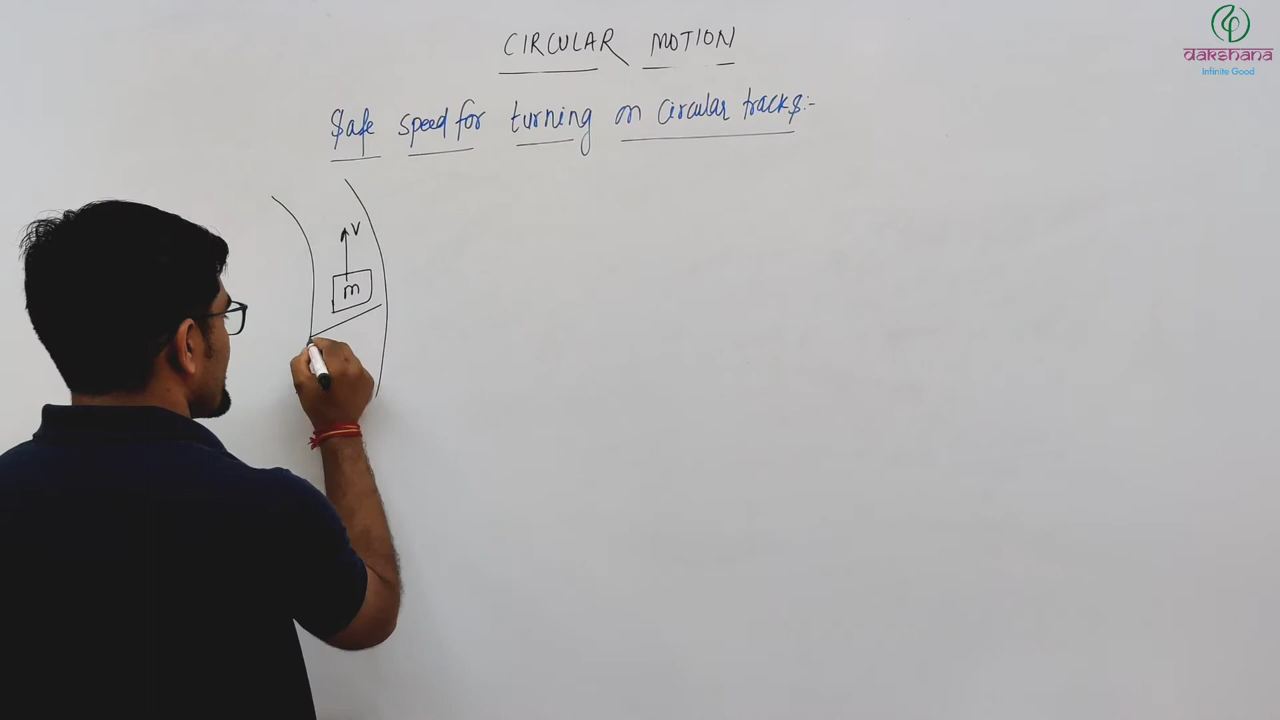 CIRCULAR MOTION
Safe speed for turning on circular tracks:-
v
m
dakshana
Infinite Good